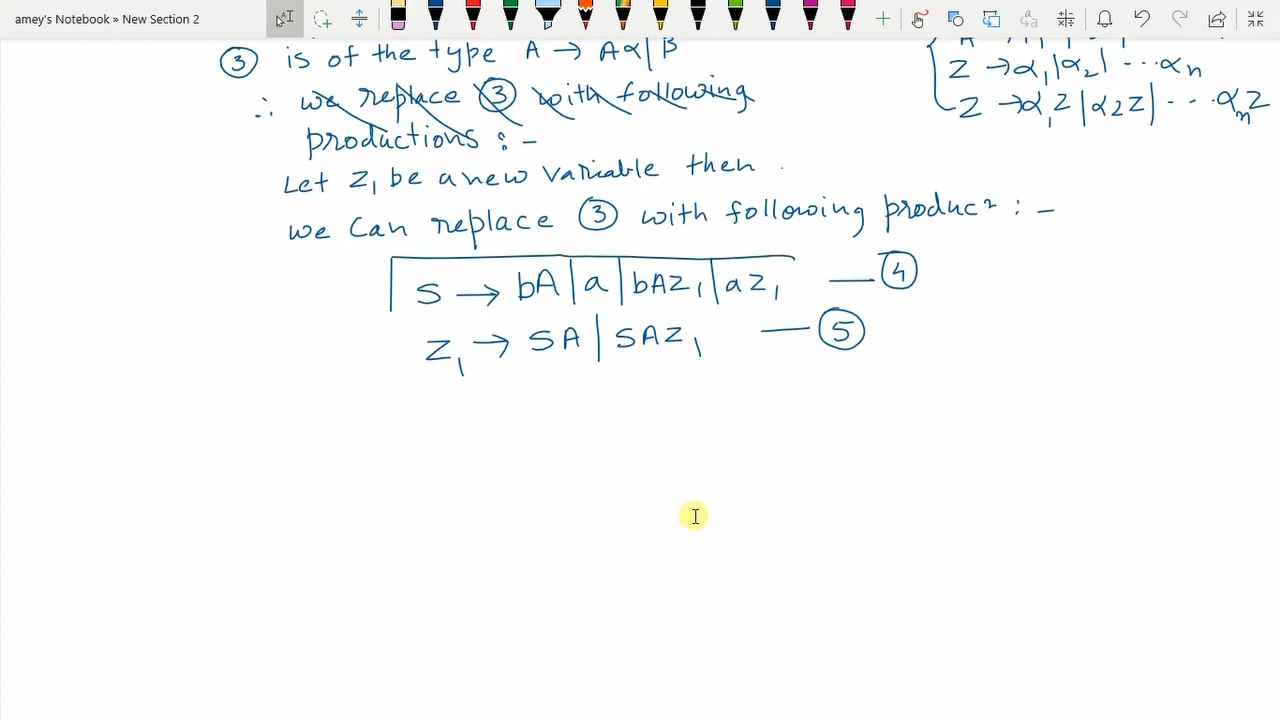 amey's Notebook » New Section 2
③ is of the type A → Aα|β
Z → α₁|α₂|---αₙ
∴ we replace ③ with following
Z → α₁Z|α₂Z|--- αₙZ
productions :-
Let Z₁ be a new variable then
we can replace ③ with following produc² :-
S → bA|a|bAZ₁|aZ₁ — ④
Z₁ → SA|SAZ₁ — ⑤